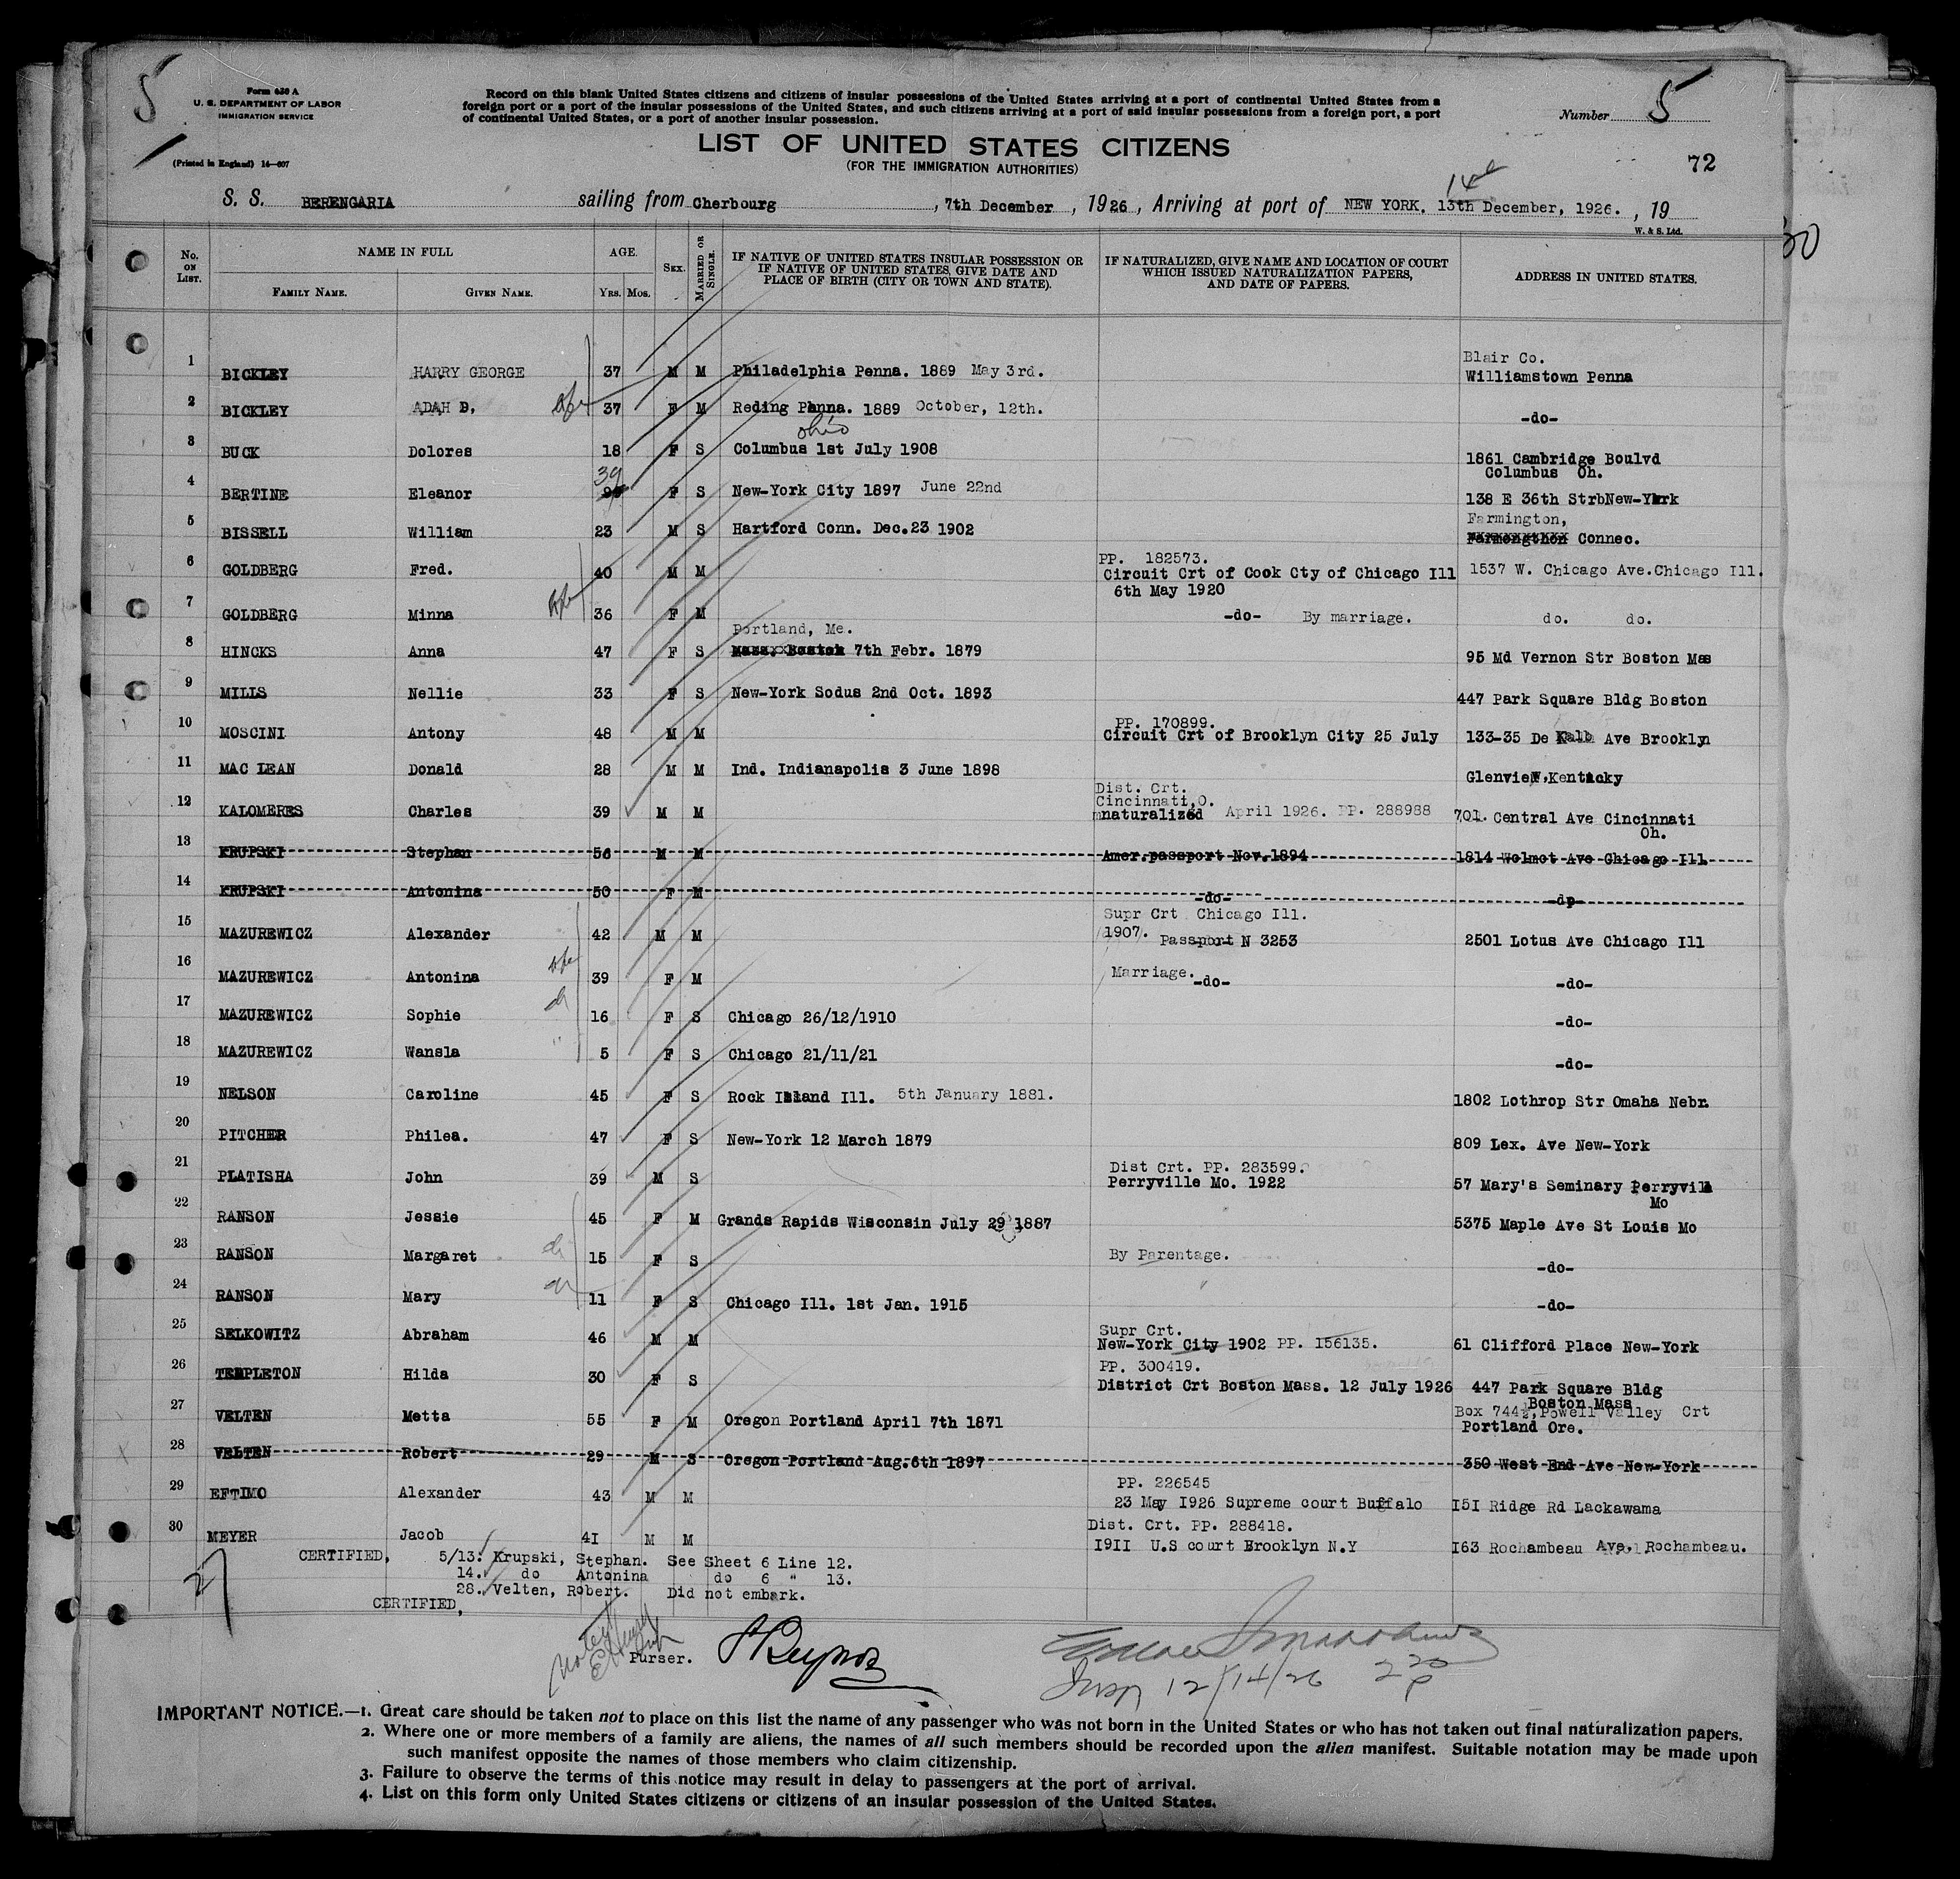 5
Form 630 A
U. S. DEPARTMENT OF LABOR
IMMIGRATION SERVICE
(Printed in England) 14—607
Record on this blank United States citizens and citizens of insular possessions of the United States arriving at a port of continental United States from a
foreign port or a port of the insular possessions of the United States, and such citizens arriving at a port of said insular possessions from a foreign port, a port
of continental United States, or a port of another insular possession.
Number 5
LIST OF UNITED STATES CITIZENS
(FOR THE IMMIGRATION AUTHORITIES)
72
14th
S. S. BERENGARIA sailing from Cherbourg, 7th December, 1926, Arriving at port of NEW YORK. 13th December, 1926., 19
W. & S. Ltd.
30
No. ON LIST. NAME IN FULL FAMILY NAME. GIVEN NAME. AGE. YRS. MOS. SEX. MARRIED OR SINGLE. IF NATIVE OF UNITED STATES INSULAR POSSESSION OR IF NATIVE OF UNITED STATES, GIVE DATE AND PLACE OF BIRTH (CITY OR TOWN AND STATE). IF NATURALIZED, GIVE NAME AND LOCATION OF COURT WHICH ISSUED NATURALIZATION PAPERS, AND DATE OF PAPERS. ADDRESS IN UNITED STATES.
Blair Co.
1 BICKLEY HARRY GEORGE 37 M M Philadelphia Penna. 1889 May 3rd. Williamstown Penna
2 BICKLEY ADAH B, 37 F M Reding Penna. 1889 October, 12th. -do-
ohio
3 BUCK Dolores 18 F S Columbus 1st July 1908 1861 Cambridge Boulvd
Columbus Oh.
39
4 BERTINE Eleanor F S New-York City 1897 June 22nd 138 E 36th StrbNew-York
Farmington,
5 BISSELL William 23 M S Hartford Conn. Dec.23 1902 Farmongthon Connec.
PP. 182573.
6 GOLDBERG Fred. 40 M M Circuit Crt of Cook Cty of Chicago Ill 1537 W. Chicago Ave.Chicago Ill.
6th May 1920
7 GOLDBERG Minna 36 F M -do- By marriage. do. do.
Portland, Me.
8 HINCKS Anna 47 F S Mass. Boston 7th Febr. 1879 95 Md Vernon Str Boston Mas
9 MILLS Nellie 33 F S New-York Sodus 2nd Oct. 1893 447 Park Square Bldg Boston
PP. 170899.
10 MOSCINI Antony 48 M M Circuit Crt of Brooklyn City 25 July 133-35 De Kalb Ave Brooklyn
11 MAC LEAN Donald 28 M M Ind. Indianapolis 3 June 1898 Glenview,Kentucky
Dist. Crt.
Cincinnati,O.
12 KALOMERES Charles 39 M M naturalized April 1926. PP. 288988 701. Central Ave Cincinnati
Oh.
13 KRUPSKI Stephan 56 M M Amer.passport Nov.1894 1814 Wolmot Ave Chicago Ill
14 KRUPSKI Antonina 50 F M -do- -do-
Supr Crt Chicago Ill.
15 MAZUREWICZ Alexander 42 M M 1907. Passport N 3253 2501 Lotus Ave Chicago Ill
16 MAZUREWICZ Antonina 39 F M Marriage. -do- -do-
17 MAZUREWICZ Sophie 16 F S Chicago 26/12/1910 -do-
18 MAZUREWICZ Wansla 5 F S Chicago 21/11/21 -do-
19 NELSON Caroline 45 F S Rock Island Ill. 5th January 1881. 1802 Lothrop Str Omaha Nebr.
20 PITCHER Philea. 47 F S New-York 12 March 1879 809 Lex. Ave New-York
Dist Crt. PP. 283599.
21 PLATISHA John 39 M S Perryville Mo. 1922 57 Mary's Seminary Perryvill
Mo
22 RANSON Jessie 45 F M Grands Rapids Wisconsin July 29 1887 5375 Maple Ave St Louis Mo
23 RANSON Margaret 15 F S By Parentage. -do-
24 RANSON Mary 11 F S Chicago Ill. 1st Jan. 1915 -do-
Supr Crt.
25 SELKOWITZ Abraham 46 M M New-York City 1902 PP. 156135. 61 Clifford Place New-York
PP. 300419.
26 TEMPLETON Hilda 30 F S District Crt Boston Mass. 12 July 1926 447 Park Square Bldg
Boston Mass
27 VELTEN Metta 55 F M Oregon Portland April 7th 1871 Box 744½,Powell Valley Crt
Portland Ore.
28 VELTEN Robert 29 M S Oregon Portland Aug.6th 1897 350 West End Ave New-York
PP. 226545
29 EFTIMO Alexander 43 M M 23 May 1926 Supreme court Buffalo I5I Ridge Rd Lackawama
Dist. Crt. PP. 288418.
30 MEYER Jacob 4I M M I9II U.S court Brooklyn N.Y I63 Rochambeau Ave. Rochambeau.
CERTIFIED, 5/13: Krupski, Stephan. See Sheet 6 Line 12.
14. do Antonina do 6 " 13.
28. Velten, Robert. Did not embark.
27
CERTIFIED,
Noted
Purser.
Insp 12/14/26
IMPORTANT NOTICE.—1. Great care should be taken not to place on this list the name of any passenger who was not born in the United States or who has not taken out final naturalization papers.
2. Where one or more members of a family are aliens, the names of all such members should be recorded upon the alien manifest. Suitable notation may be made upon
such manifest opposite the names of those members who claim citizenship.
3. Failure to observe the terms of this notice may result in delay to passengers at the port of arrival.
4. List on this form only United States citizens or citizens of an insular possession of the United States.